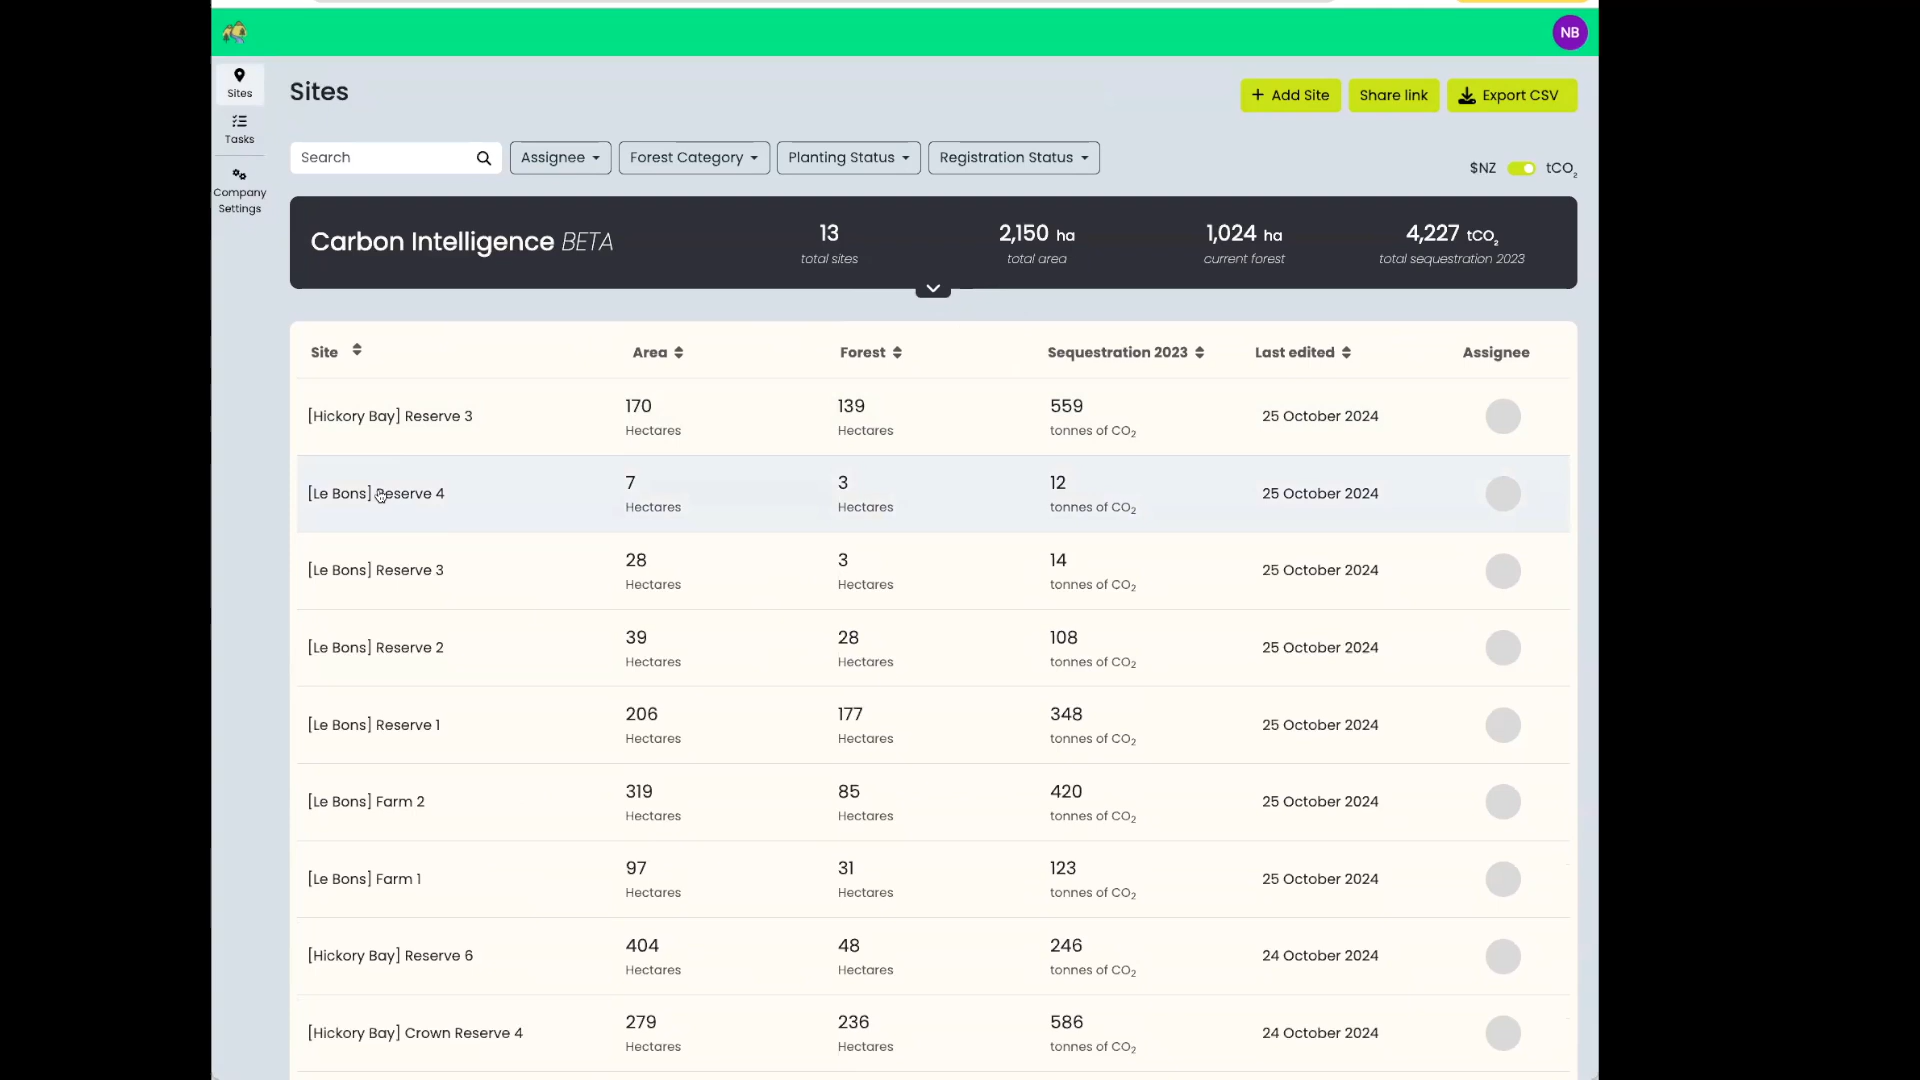 NB
Sites
Tasks
Company
Settings
Sites
+ Add Site
Share link
Export CSV
Search
Assignee
Forest Category
Planting Status
Registration Status
$NZ
tCO₂
Carbon Intelligence BETA
13
total sites
2,150 ha
total area
1,024 ha
current forest
4,227 tCO₂
total sequestration 2023
Site
Area
Forest
Sequestration 2023
Last edited
Assignee
[Hickory Bay] Reserve 3
170
Hectares
139
Hectares
559
tonnes of CO₂
25 October 2024
[Le Bons] Reserve 4
7
Hectares
3
Hectares
12
tonnes of CO₂
25 October 2024
[Le Bons] Reserve 3
28
Hectares
3
Hectares
14
tonnes of CO₂
25 October 2024
[Le Bons] Reserve 2
39
Hectares
28
Hectares
108
tonnes of CO₂
25 October 2024
[Le Bons] Reserve 1
206
Hectares
177
Hectares
348
tonnes of CO₂
25 October 2024
[Le Bons] Farm 2
319
Hectares
85
Hectares
420
tonnes of CO₂
25 October 2024
[Le Bons] Farm 1
97
Hectares
31
Hectares
123
tonnes of CO₂
25 October 2024
[Hickory Bay] Reserve 6
404
Hectares
48
Hectares
246
tonnes of CO₂
24 October 2024
[Hickory Bay] Crown Reserve 4
279
Hectares
236
Hectares
586
tonnes of CO₂
24 October 2024